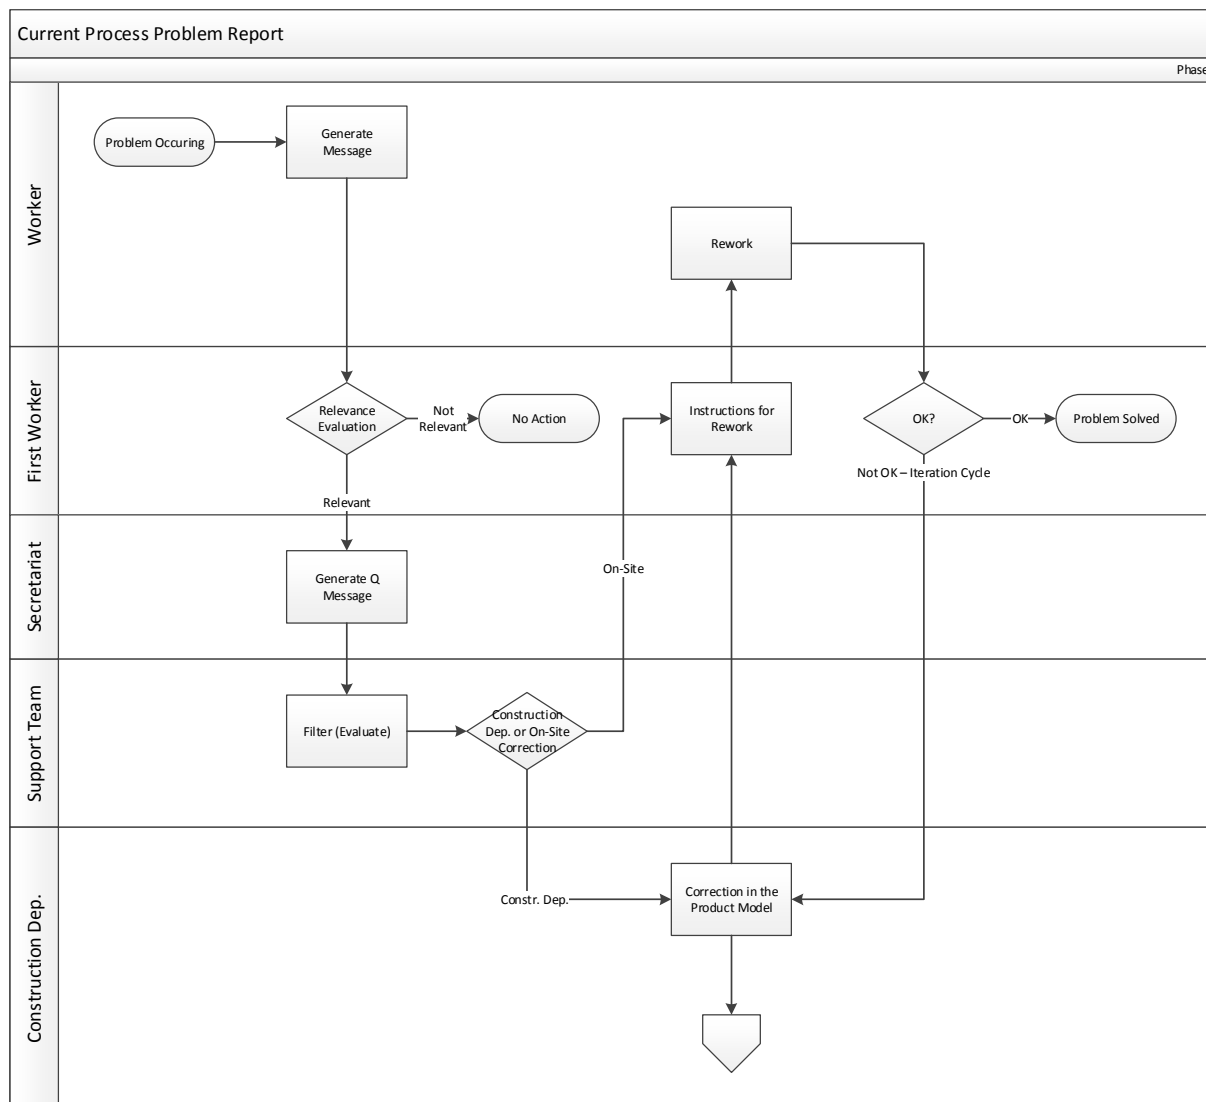 Current Process Problem Report
Phase
Worker
Problem Occuring
Generate
Message
Rework
First Worker
Relevance
Evaluation
Not
Relevant
No Action
Instructions for
Rework
OK?
OK
Problem Solved
Not OK – Iteration Cycle
Relevant
Secretariat
Generate Q
Message
On-Site
Support Team
Filter (Evaluate)
Construction
Dep. or On-Site
Correction
Construction Dep.
Constr. Dep.
Correction in the
Product Model